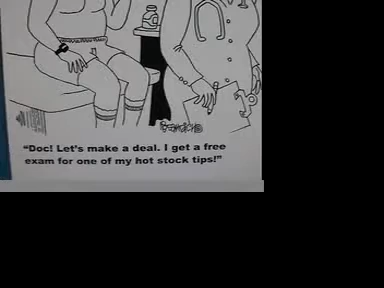 “Doc! Let's make a deal. I get a free
exam for one of my hot stock tips!”